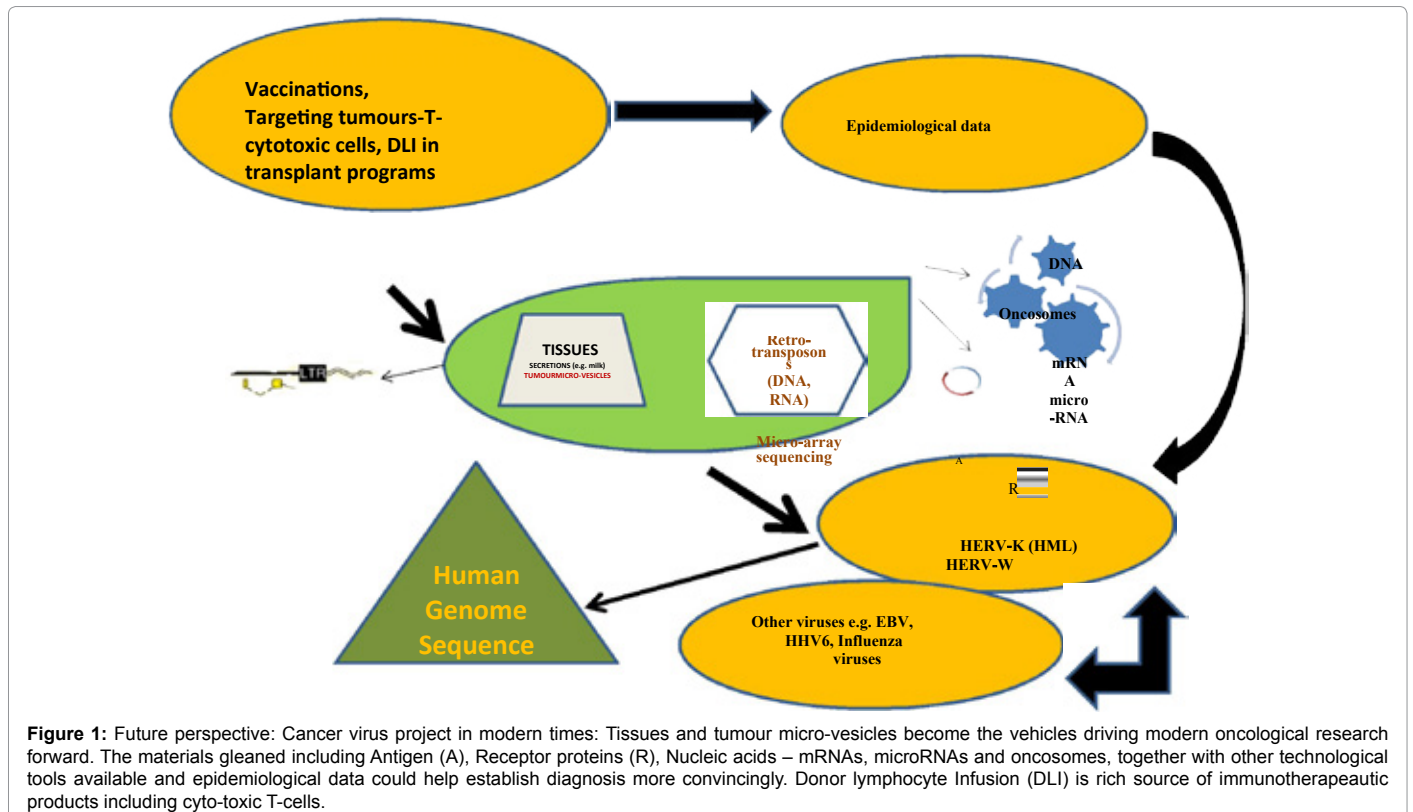 Vaccinations,
Targeting tumours-T-
cytotoxic cells, DLI in
transplant programs
Epidemiological data
DNA
Oncosomes
mRN
A
micro
-RNA
LTR
TISSUES
SECRETIONS (e.g. milk)
TUMOURMICRO-VESICLES
Retro-
transposon
s
(DNA,
RNA)
Micro-array
sequencing
A
R
HERV-K (HML)
HERV-W
Human
Genome
Sequence
Other viruses e.g. EBV,
HHV6, Influenza
viruses
Figure 1: Future perspective: Cancer virus project in modern times: Tissues and tumour micro-vesicles become the vehicles driving modern oncological research
forward. The materials gleaned including Antigen (A), Receptor proteins (R), Nucleic acids – mRNAs, microRNAs and oncosomes, together with other technological
tools available and epidemiological data could help establish diagnosis more convincingly. Donor lymphocyte Infusion (DLI) is rich source of immunotherapeautic
products including cyto-toxic T-cells.